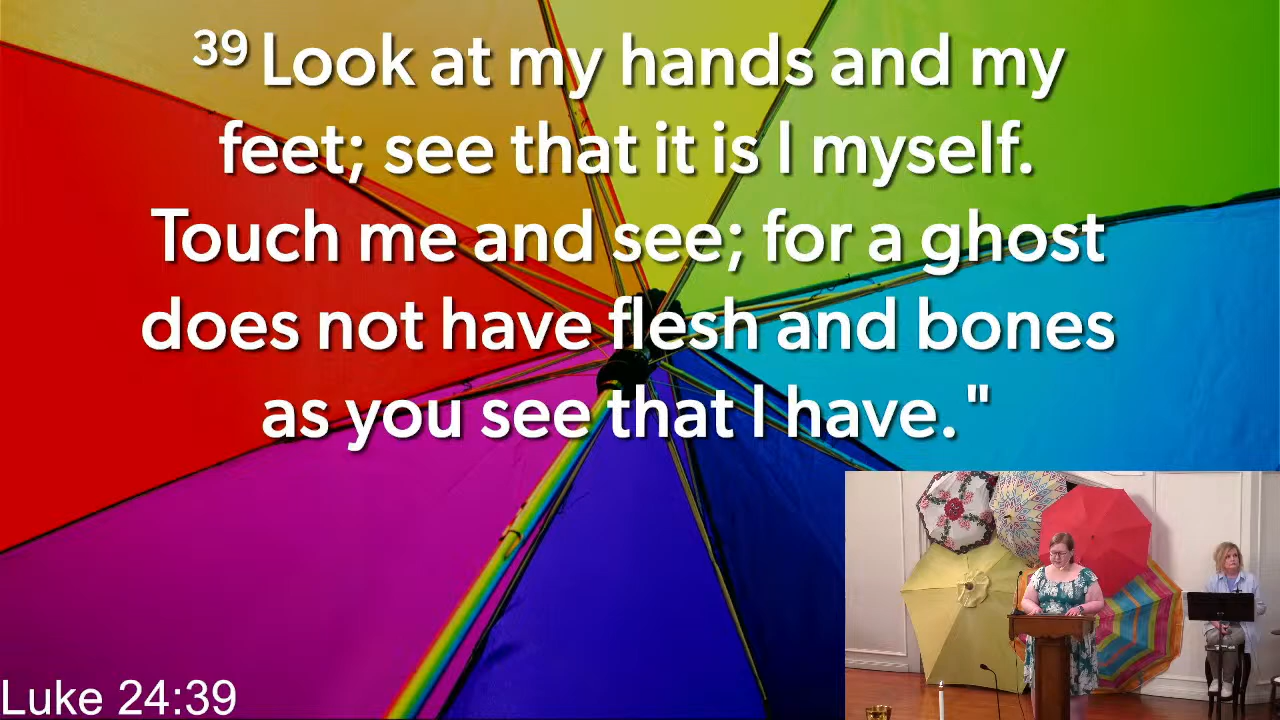 39 Look at my hands and my
feet; see that it is I myself.
Touch me and see; for a ghost
does not have flesh and bones
as you see that I have. "
Luke 24:39